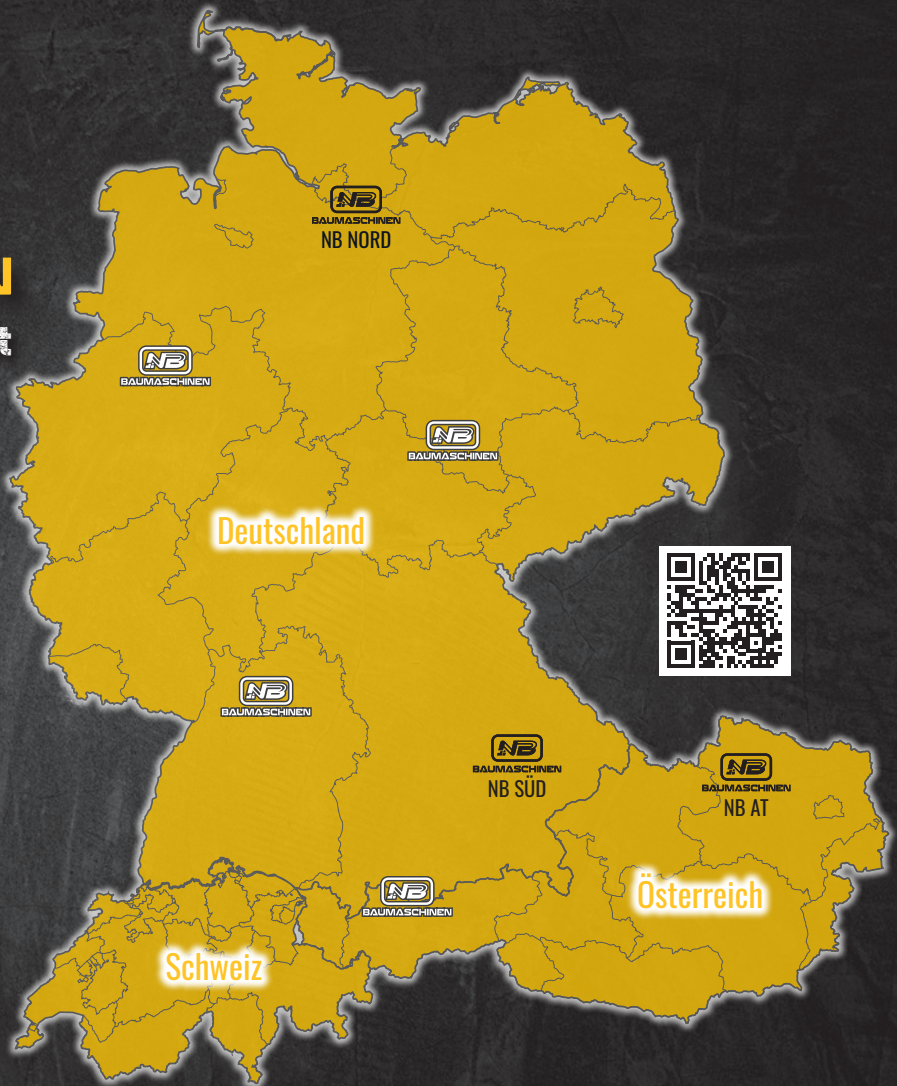 NB
BAUMASCHINEN
NB NORD
NB
BAUMASCHINEN
NB
BAUMASCHINEN
Deutschland
NB
BAUMASCHINEN
NB
BAUMASCHINEN
NB SÜD
NB
BAUMASCHINEN
NB AT
NB
BAUMASCHINEN
Österreich
Schweiz